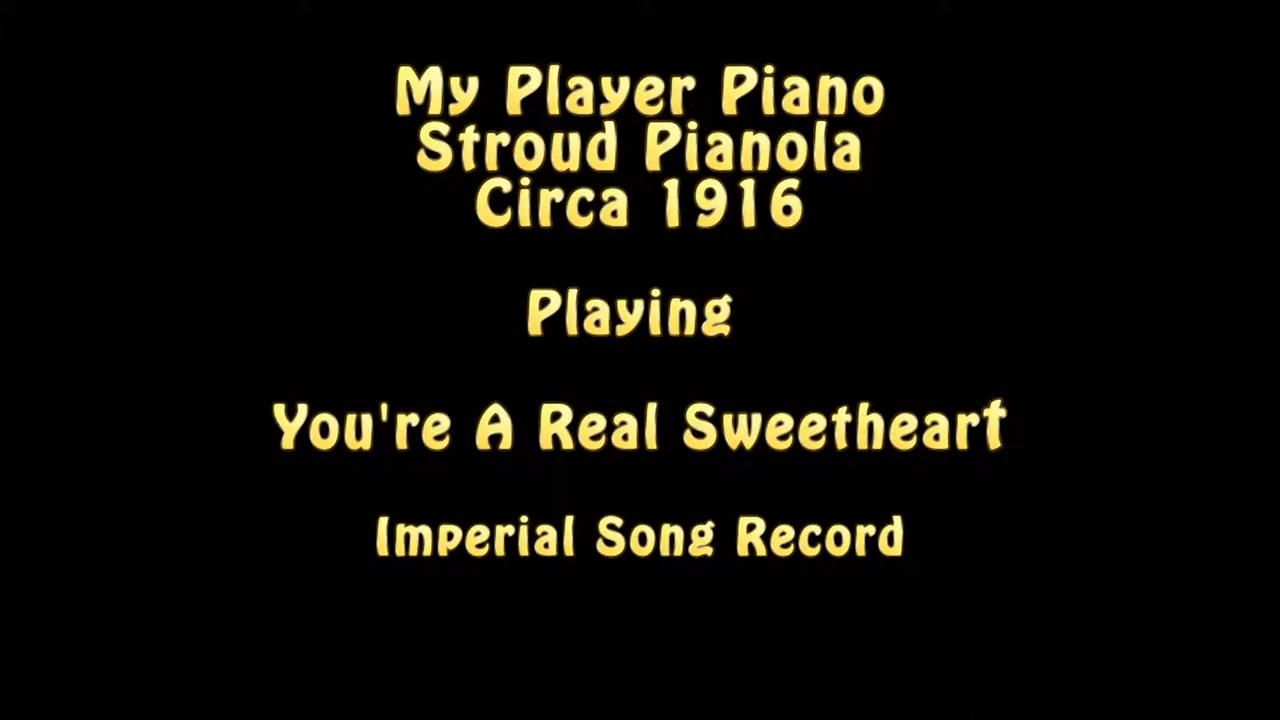 My Player Piano
Stroud Pianola
Circa 1916
Playing
You're A Real Sweetheart
Imperial Song Record